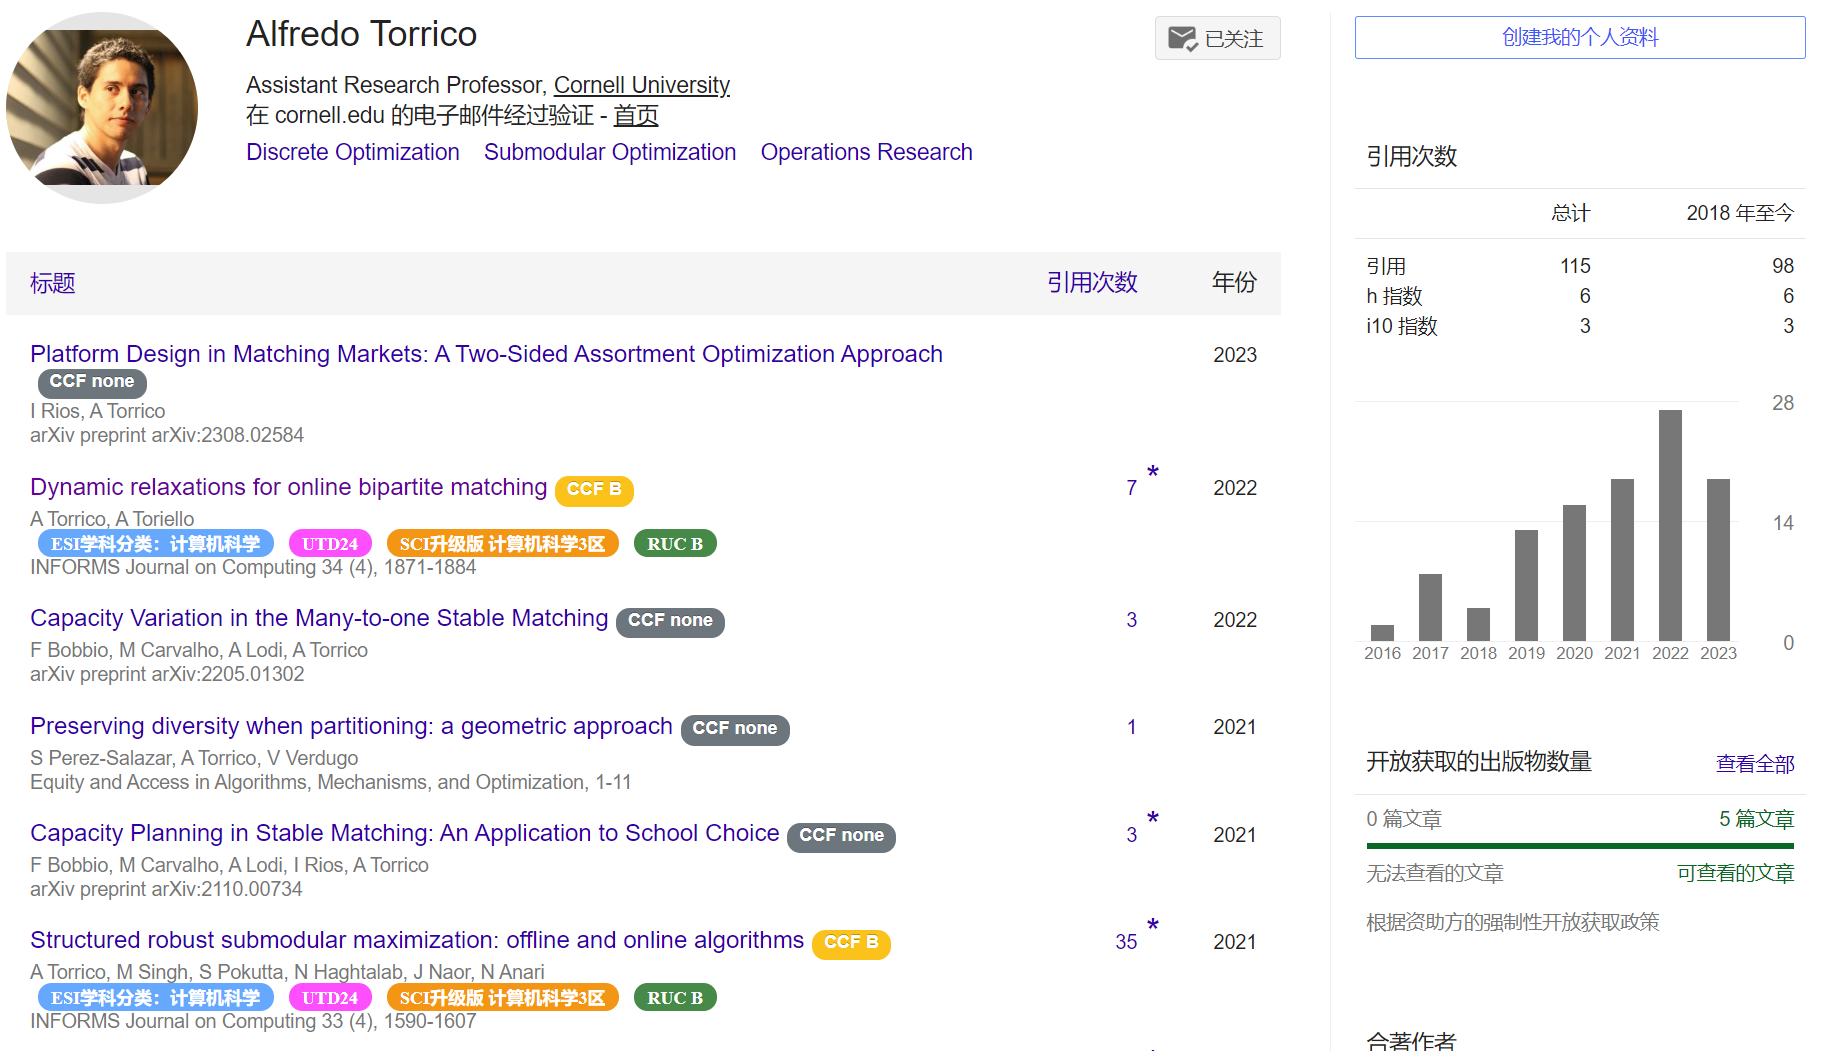 Alfredo Torrico
已关注
Assistant Research Professor, Cornell University
在 cornell.edu 的电子邮件经过验证 - 首页
Discrete Optimization Submodular Optimization Operations Research
标题 引用次数 年份
Platform Design in Matching Markets: A Two-Sided Assortment Optimization Approach 2023
CCF none
I Rios, A Torrico
arXiv preprint arXiv:2308.02584
Dynamic relaxations for online bipartite matching CCF B 7 * 2022
A Torrico, A Toriello
ESI学科分类：计算机科学 UTD24 SCI升级版 计算机科学3区 RUC B
INFORMS Journal on Computing 34 (4), 1871-1884
Capacity Variation in the Many-to-one Stable Matching CCF none 3 2022
F Bobbio, M Carvalho, A Lodi, A Torrico
arXiv preprint arXiv:2205.01302
Preserving diversity when partitioning: a geometric approach CCF none 1 2021
S Perez-Salazar, A Torrico, V Verdugo
Equity and Access in Algorithms, Mechanisms, and Optimization, 1-11
Capacity Planning in Stable Matching: An Application to School Choice CCF none 3 * 2021
F Bobbio, M Carvalho, A Lodi, I Rios, A Torrico
arXiv preprint arXiv:2110.00734
Structured robust submodular maximization: offline and online algorithms CCF B 35 * 2021
A Torrico, M Singh, S Pokutta, N Haghtalab, J Naor, N Anari
ESI学科分类：计算机科学 UTD24 SCI升级版 计算机科学3区 RUC B
INFORMS Journal on Computing 33 (4), 1590-1607
创建我的个人资料
引用次数
总计 2018 年至今
引用 115 98
h 指数 6 6
i10 指数 3 3
28
14
0
2016 2017 2018 2019 2020 2021 2022 2023
开放获取的出版物数量 查看全部
0 篇文章 5 篇文章
无法查看的文章 可查看的文章
根据资助方的强制性开放获取政策
合著作者